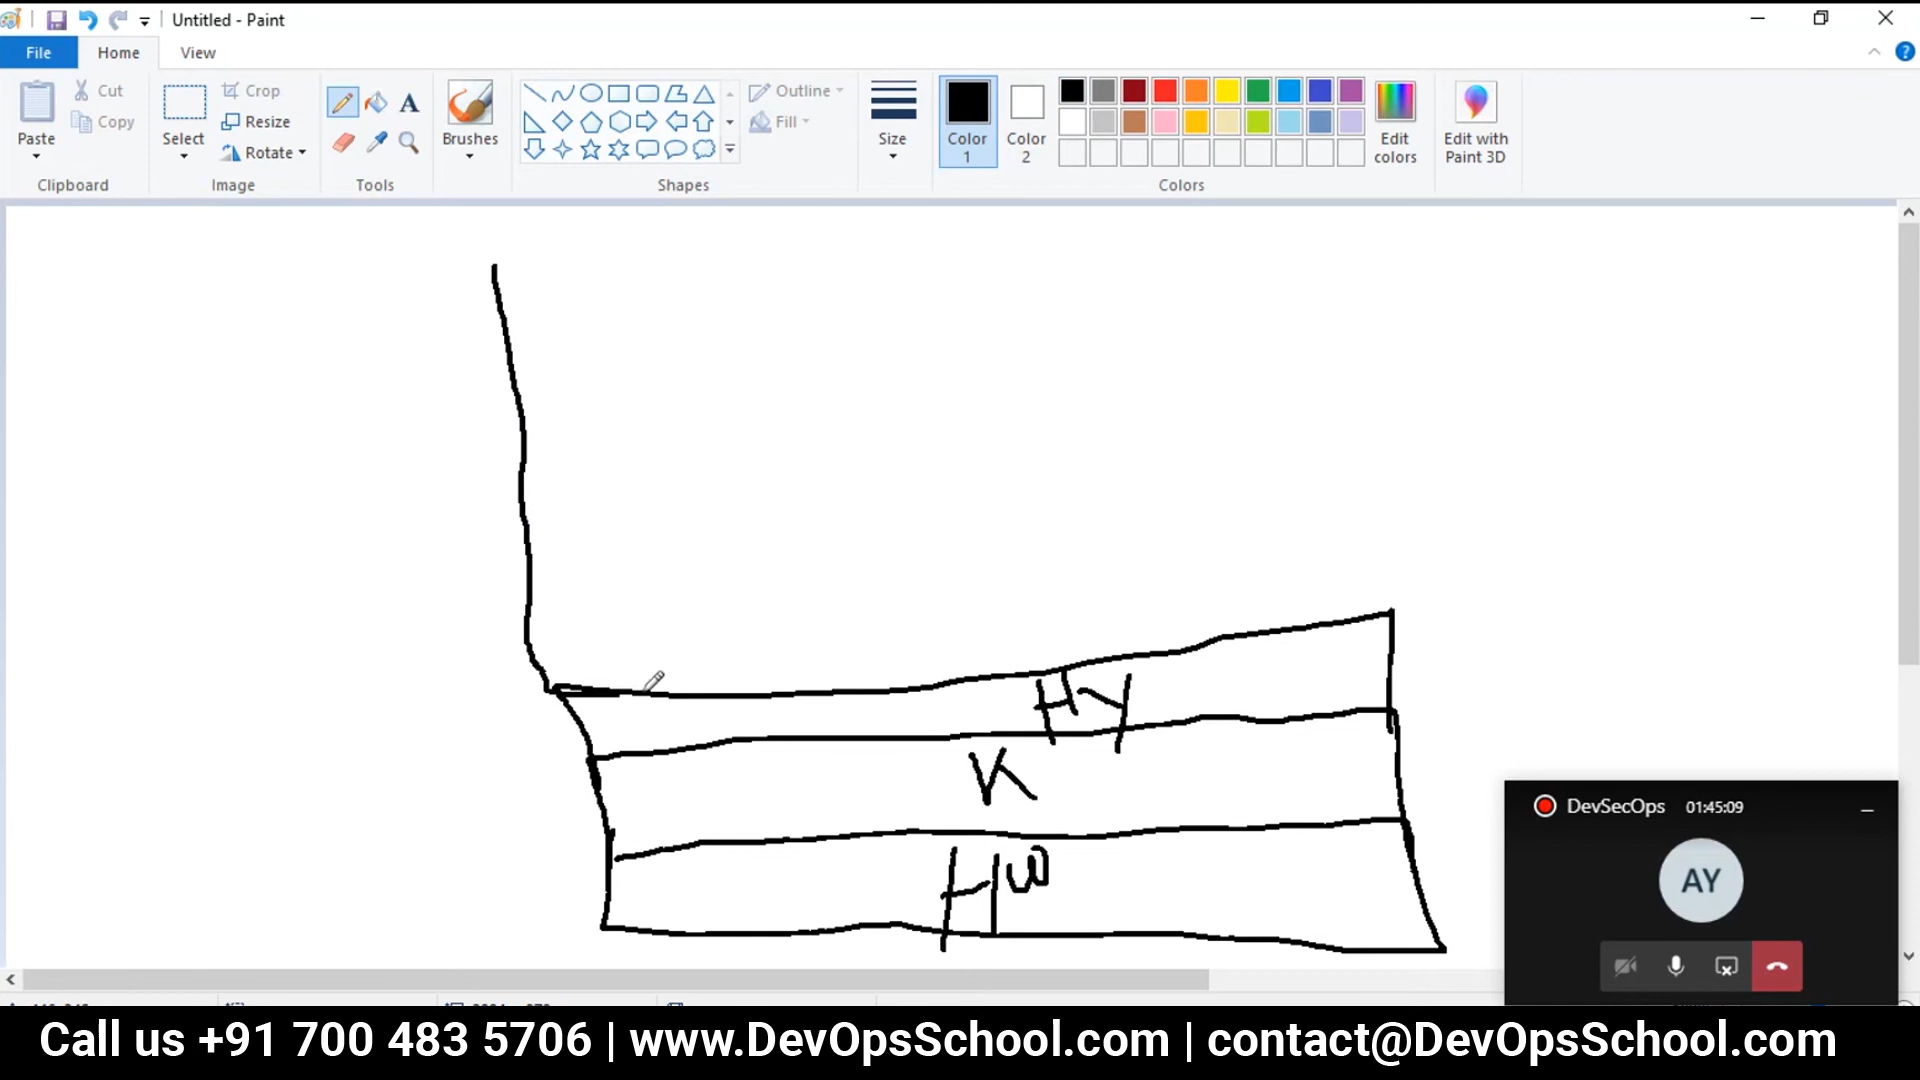 Untitled - Paint
File Home View
Paste
Cut
Copy
Clipboard
Select
Crop
Resize
Rotate
Image
A
Tools
Brushes
Outline
Fill
Shapes
Size
Color 1
Color 2
Edit colors
Edit with Paint 3D
Colors
Hy
K
HW
DevSecOps 01:45:09
AY
Call us +91 700 483 5706 | www.DevOpsSchool.com | contact@DevOpsSchool.com